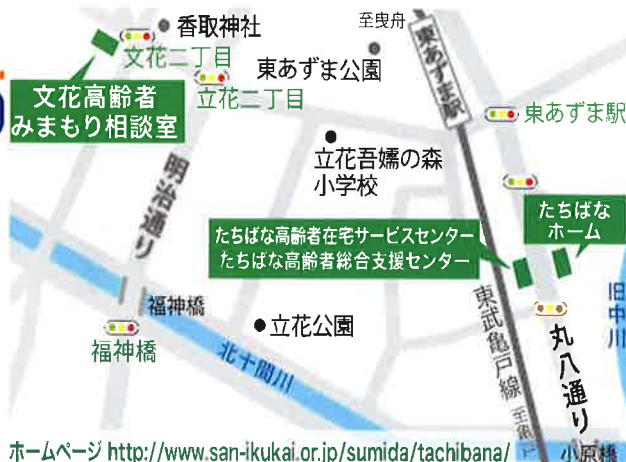 香取神社
至曳舟
文花二丁目
東あずま公園
東あずま駅
立花二丁目
文花高齢者
みまもり相談室
東あずま駅
立花吾嬬の森
小学校
明治通り
たちばな
ホーム
たちばな高齢者在宅サービスセンター
たちばな高齢者総合支援センター
旧中川
福神橋
東武亀戸線
立花公園
福神橋
北十間川
丸八通り
小原橋
ホームページ http://www.san-ikukai.or.jp/sumida/tachibana/